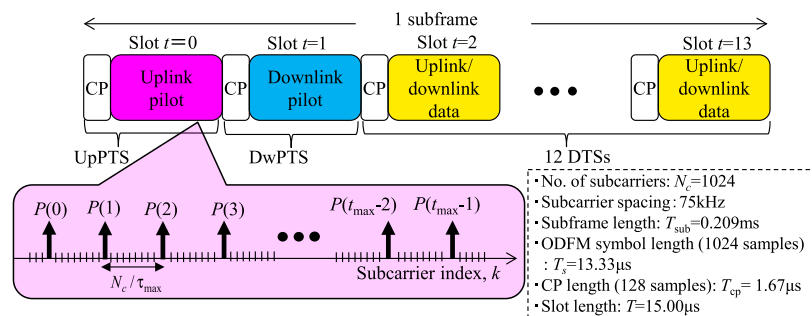 1 subframe
Slot t=0
Slot t=1
Slot t=2
Slot t=13
CP
Uplink
pilot
CP
Downlink
pilot
CP
Uplink/
downlink
data
CP
Uplink/
downlink
data
UpPTS
DwPTS
12 DTSs
P(0)
P(1)
P(2)
P(3)
P(tmax-2)
P(tmax-1)
Nc/τmax
Subcarrier index, k
・No. of subcarriers: Nc=1024
・Subcarrier spacing : 75kHz
・Subframe length: Tsub=0.209ms
・ODFM symbol length (1024 samples)
: Ts=13.33μs
・CP length (128 samples): Tcp= 1.67μs
・Slot length: T=15.00μs